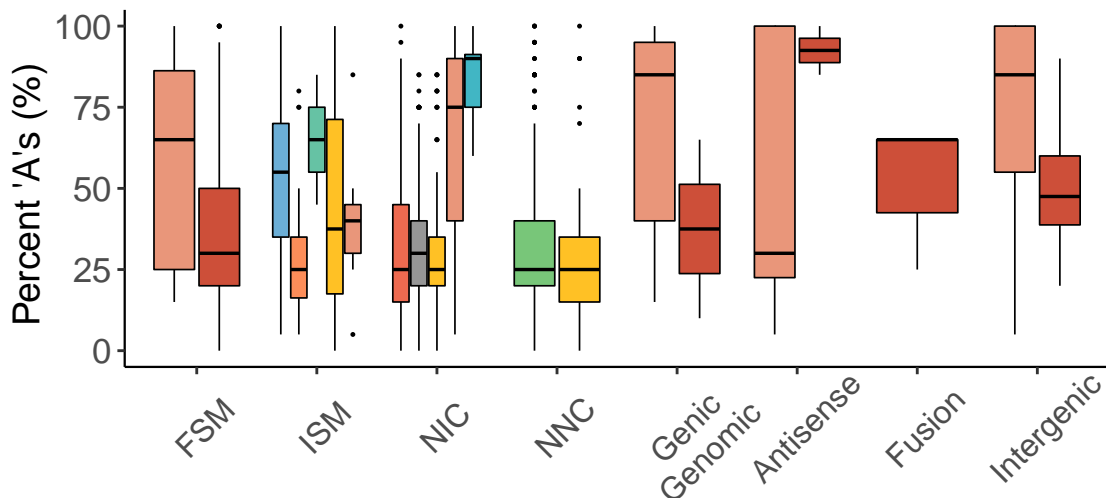 Percent 'A's (%)
100
75
50
25
0
FSM
ISM
NIC
NNC
Genic
Genomic
Antisense
Fusion
Intergenic